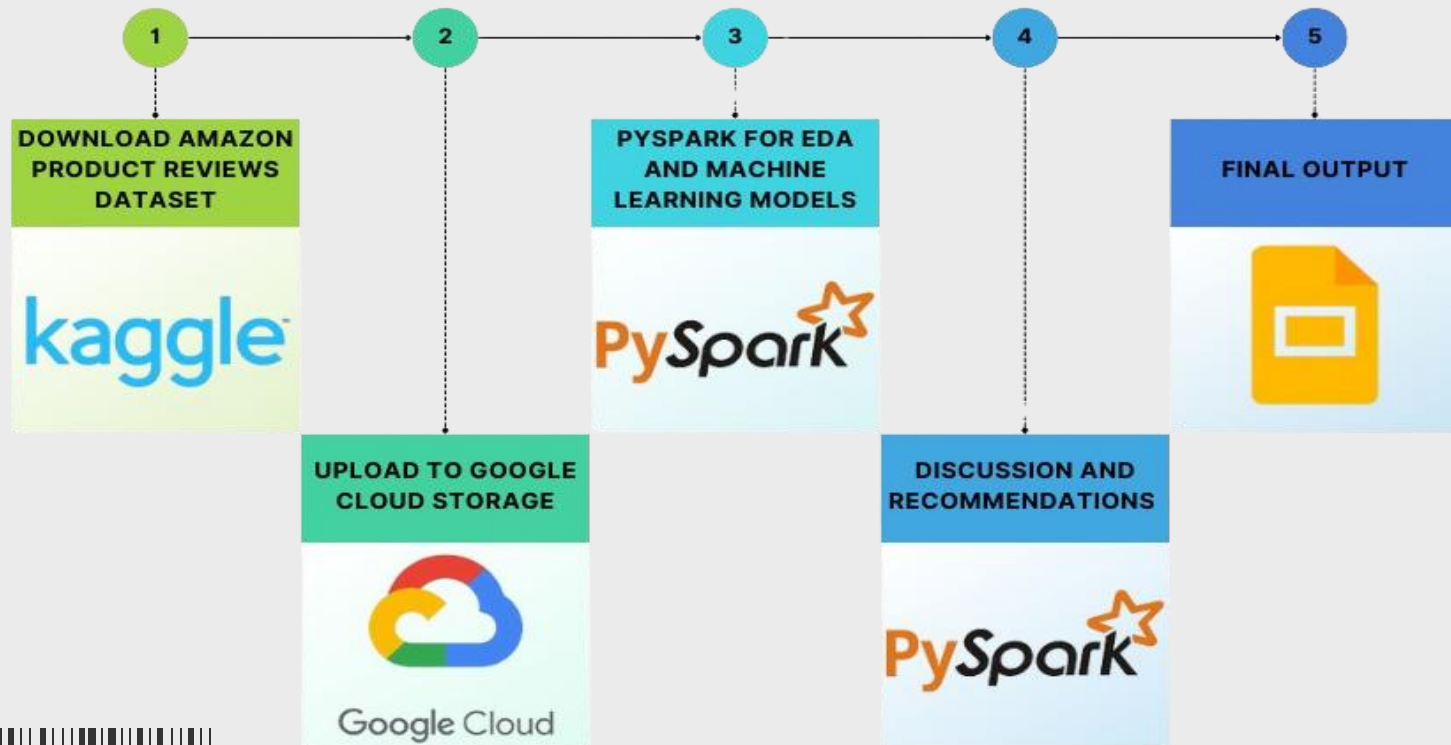 1
2
3
4
5
DOWNLOAD AMAZON
PRODUCT REVIEWS
DATASET
kaggle
UPLOAD TO GOOGLE
CLOUD STORAGE
Google Cloud
PYSPARK FOR EDA
AND MACHINE
LEARNING MODELS
PySpark
DISCUSSION AND
RECOMMENDATIONS
PySpark
FINAL OUTPUT